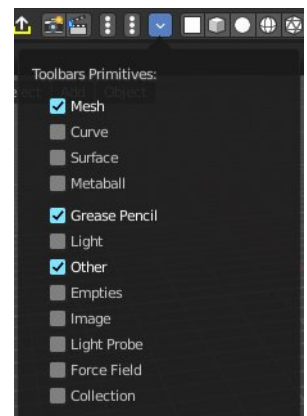 Toolbars Primitives:
Mesh
Curve
Surface
Metaball
Grease Pencil
Light
Other
Empties
Image
Light Probe
Force Field
Collection